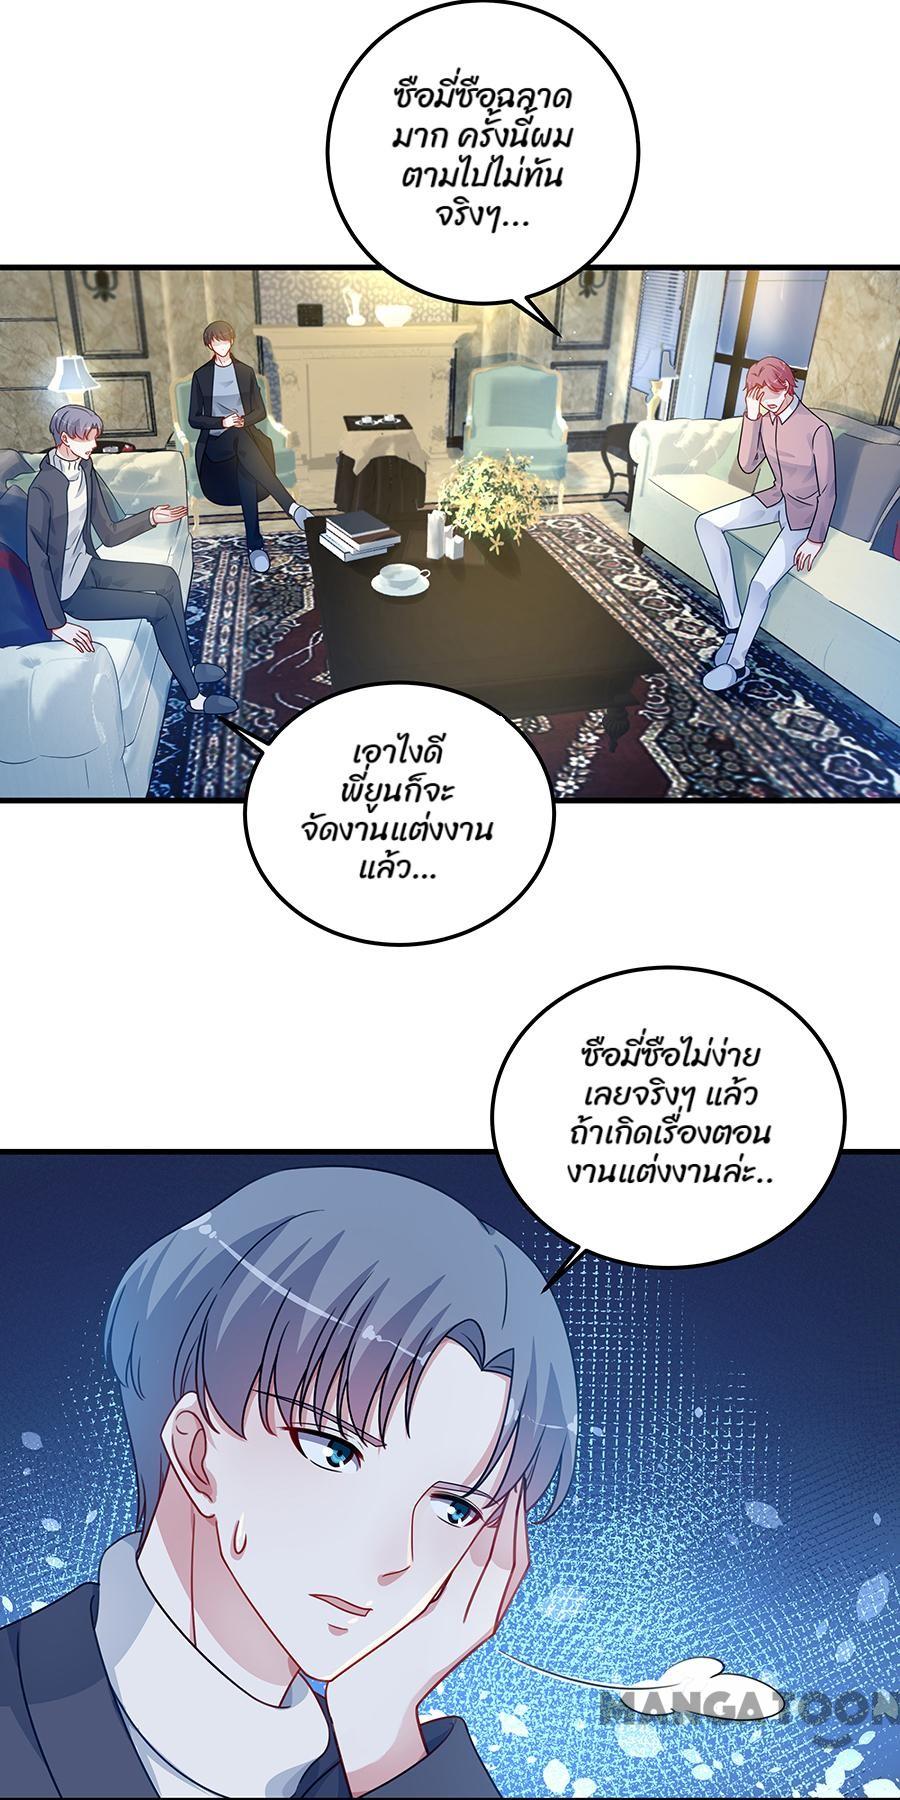 ซือมี่ซือฉลาด
มาก ครั้งนี้ผม
ตามไปไม่ทัน
จริงๆ...
เอาไงดี
พี่ยูนก็จะ
จัดงานแต่งงาน
แล้ว...
ซือมี่ซือไม่ง่าย
เลยจริงๆ แล้ว
ถ้าเกิดเรื่องตอน
งานแต่งงานล่ะ..
MANGATOON